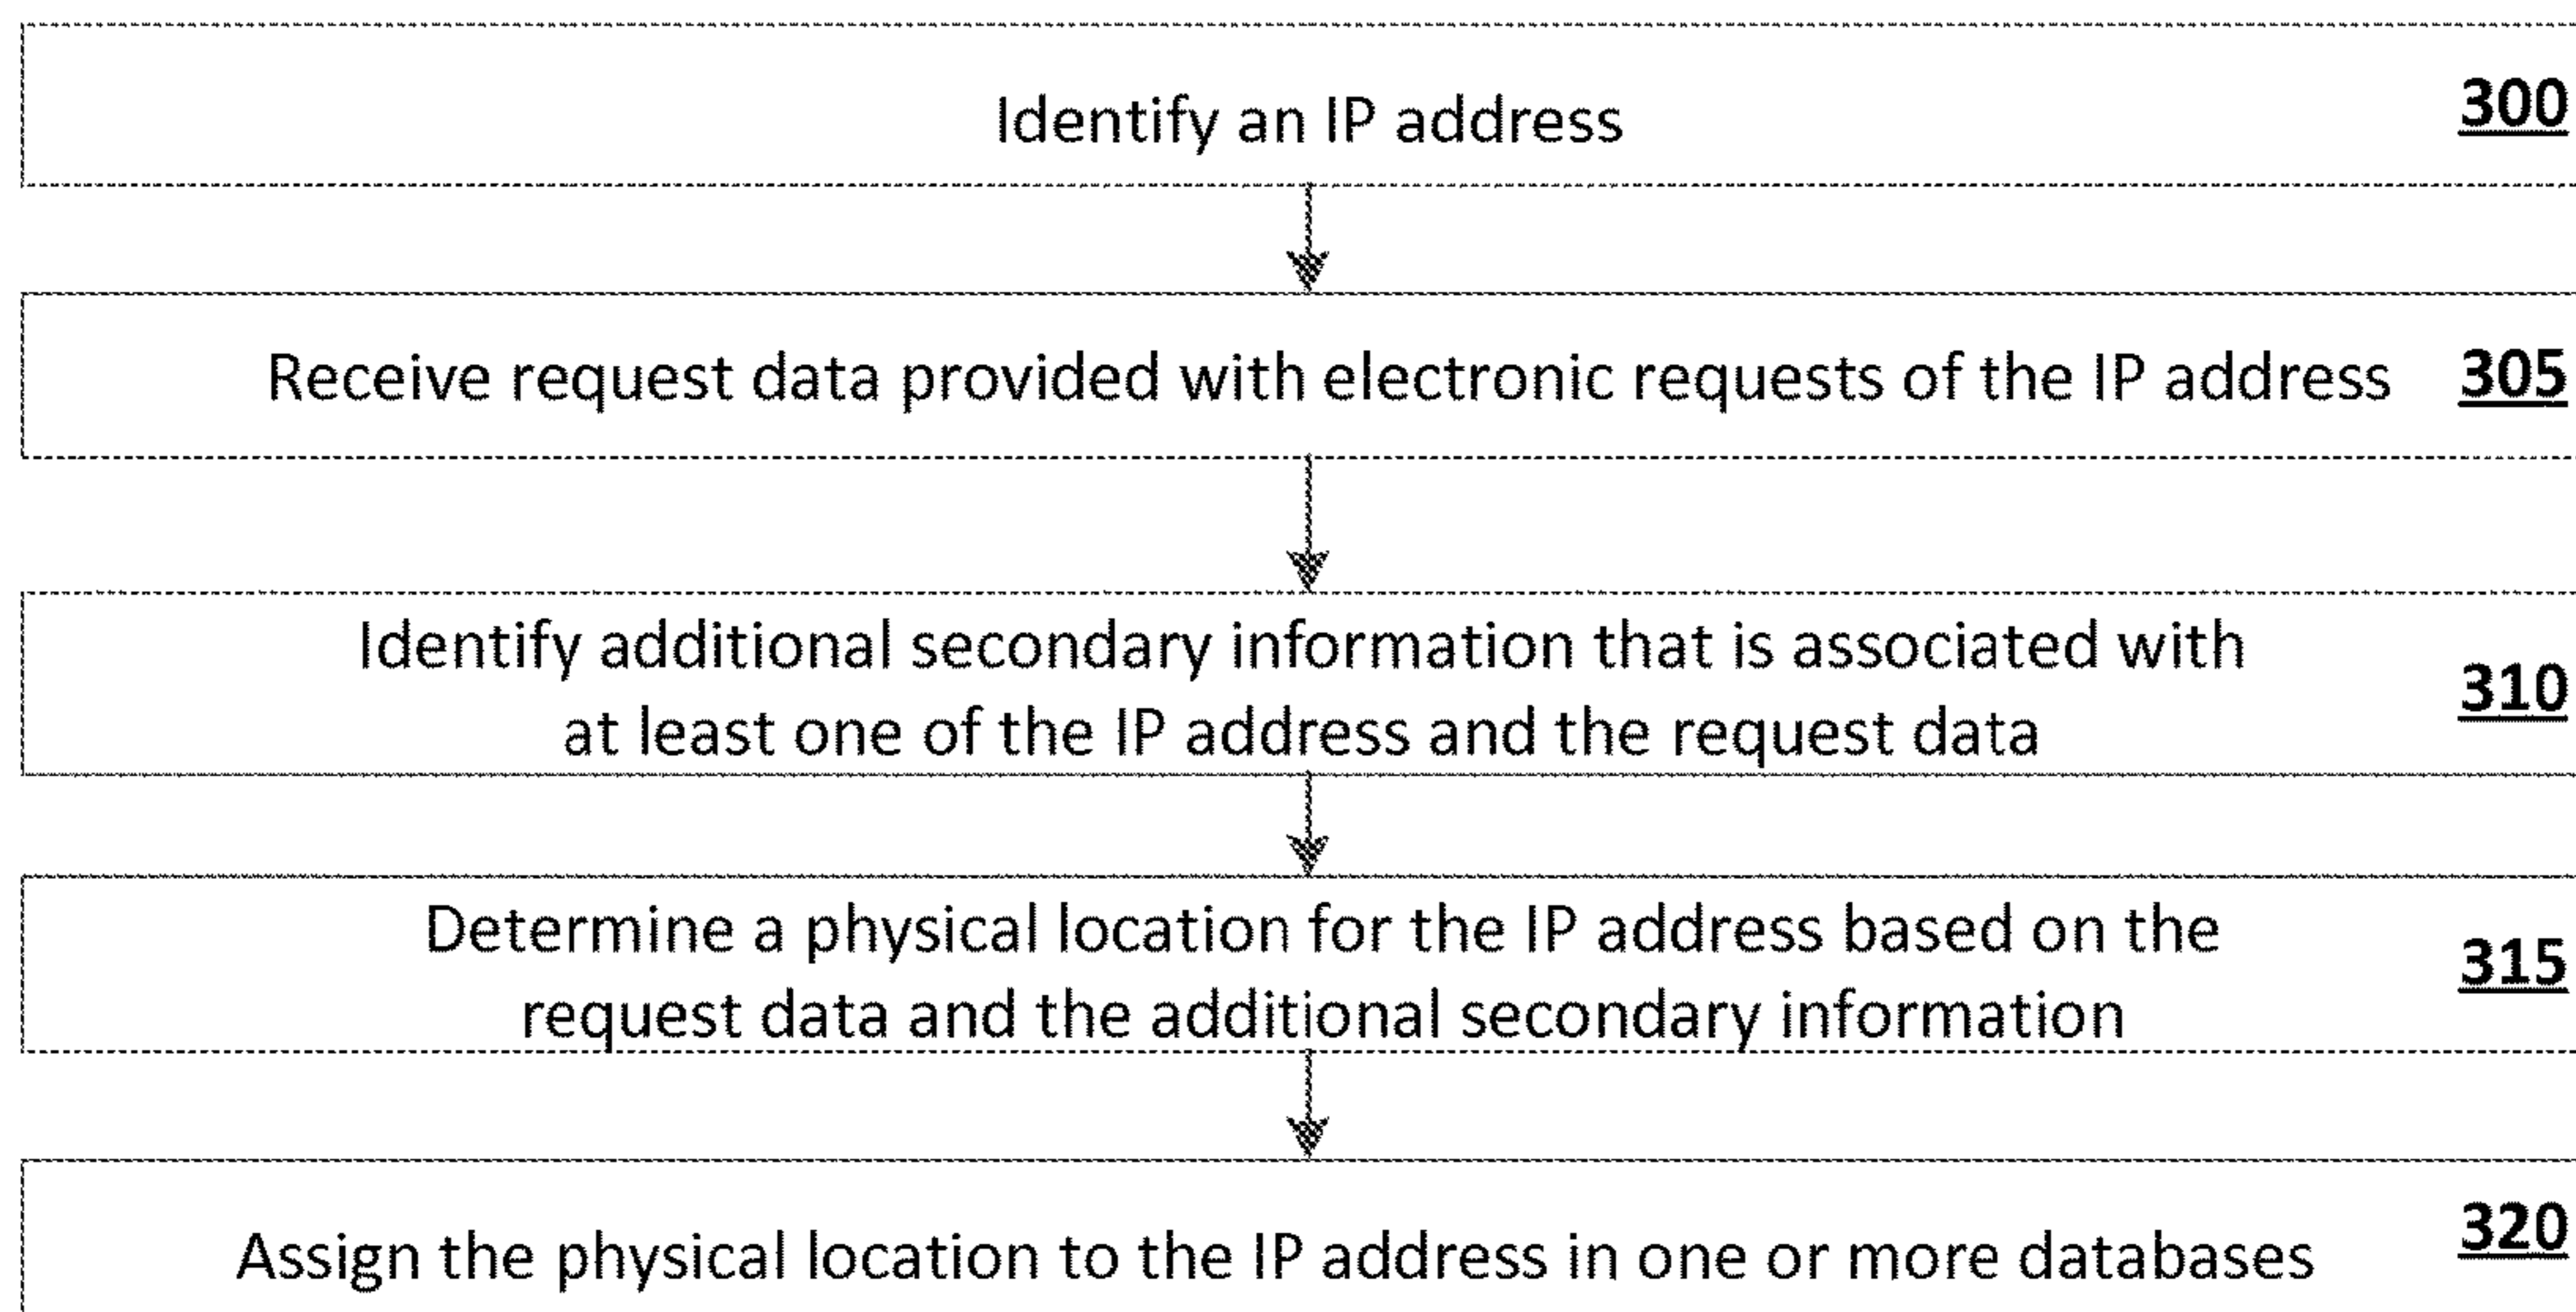 Identify an IP address 300
Receive request data provided with electronic requests of the IP address 305
Identify additional secondary information that is associated with
at least one of the IP address and the request data 310
Determine a physical location for the IP address based on the
request data and the additional secondary information 315
Assign the physical location to the IP address in one or more databases 320